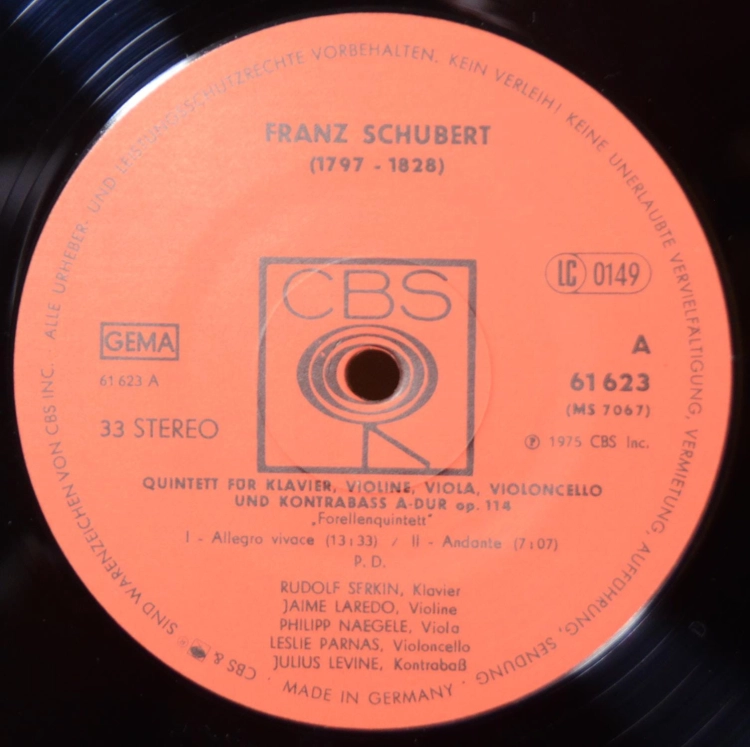 ALLE URHEBER- UND LEISTUNGSSCHUTZRECHTE VORBEHALTEN. KEIN VERLEIH! KEINE UNERLAUBTE VERVIELFÄLTIGUNG, VERMIETUNG, AUFFÜHRUNG, SENDUNG
FRANZ SCHUBERT
(1797 - 1828)
CBS
LC 0149
GEMA
61 623 A
33 STEREO
A
61 623
(MS 7067)
Ⓟ 1975 CBS Inc.
QUINTETT FÜR KLAVIER, VIOLINE, VIOLA, VIOLONCELLO
UND KONTRABASS A-DUR op. 114
„Forellenquintett"
I - Allegro vivace (13:33) / II - Andante (7:07)
P. D.
RUDOLF SERKIN, Klavier
JAIME LAREDO, Violine
PHILIPP NAEGELE, Viola
LESLIE PARNAS, Violoncello
JULIUS LEVINE, Kontrabaß
CBS & ® SIND WARENZEICHEN VON CBS INC.
· MADE IN GERMANY ·